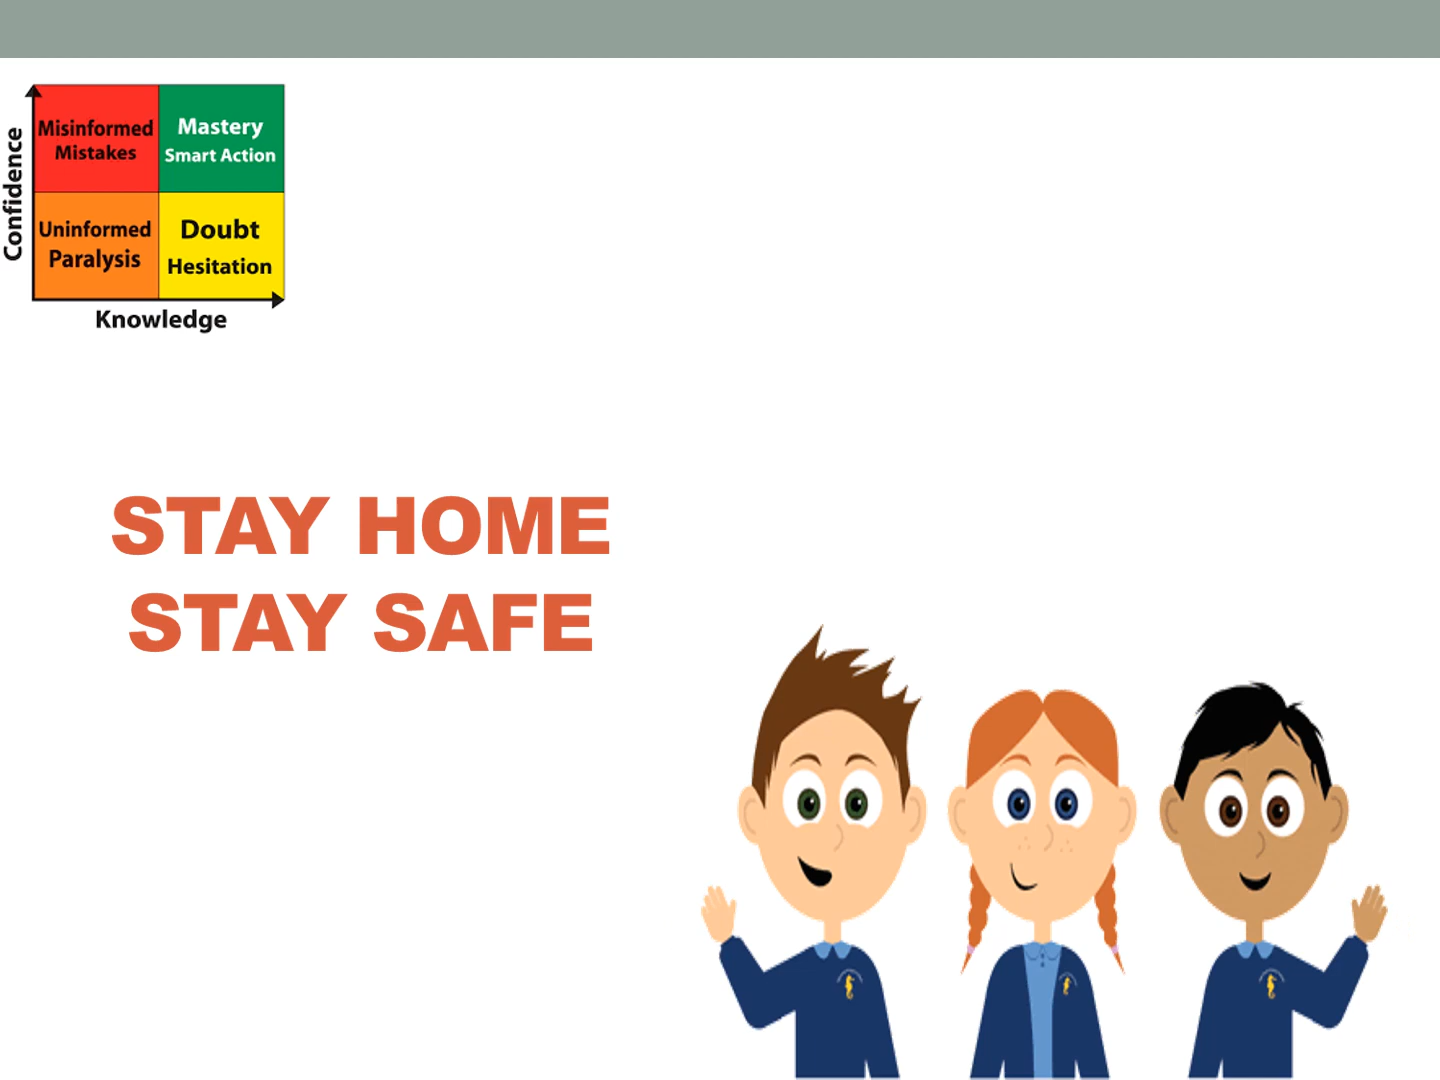 Confidence
Misinformed
Mistakes
Mastery
Smart Action
Uninformed
Paralysis
Doubt
Hesitation
Knowledge
STAY HOME
STAY SAFE